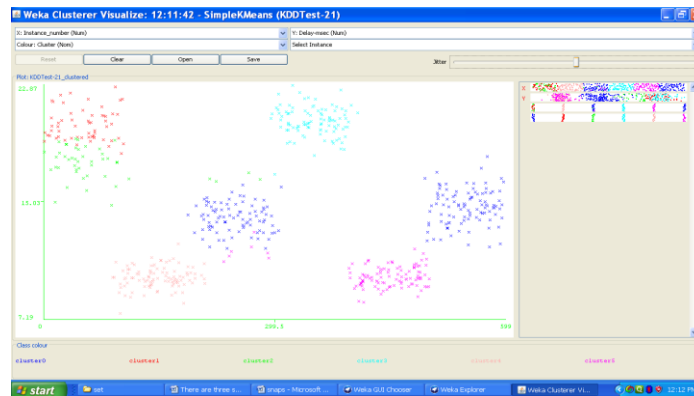 Weka Clusterer Visualize: 12:11:42 - SimpleKMeans (KDDTest-21)
X: Instance_number (Num)
Y: Delay-msec (Num)
Colour: Cluster (Nom)
Select Instance
Reset
Clear
Open
Save
Jitter
Plot: KDDTest-21_clustered
X
Y
15.03
7.19
0
299.5
599
Class colour
cluster0
cluster1
cluster2
cluster3
cluster4
cluster5
start
set
There are three s...
snaps - Microsoft ...
Weka GUI Chooser
Weka Explorer
Weka Clusterer Vi...
12:12 PM